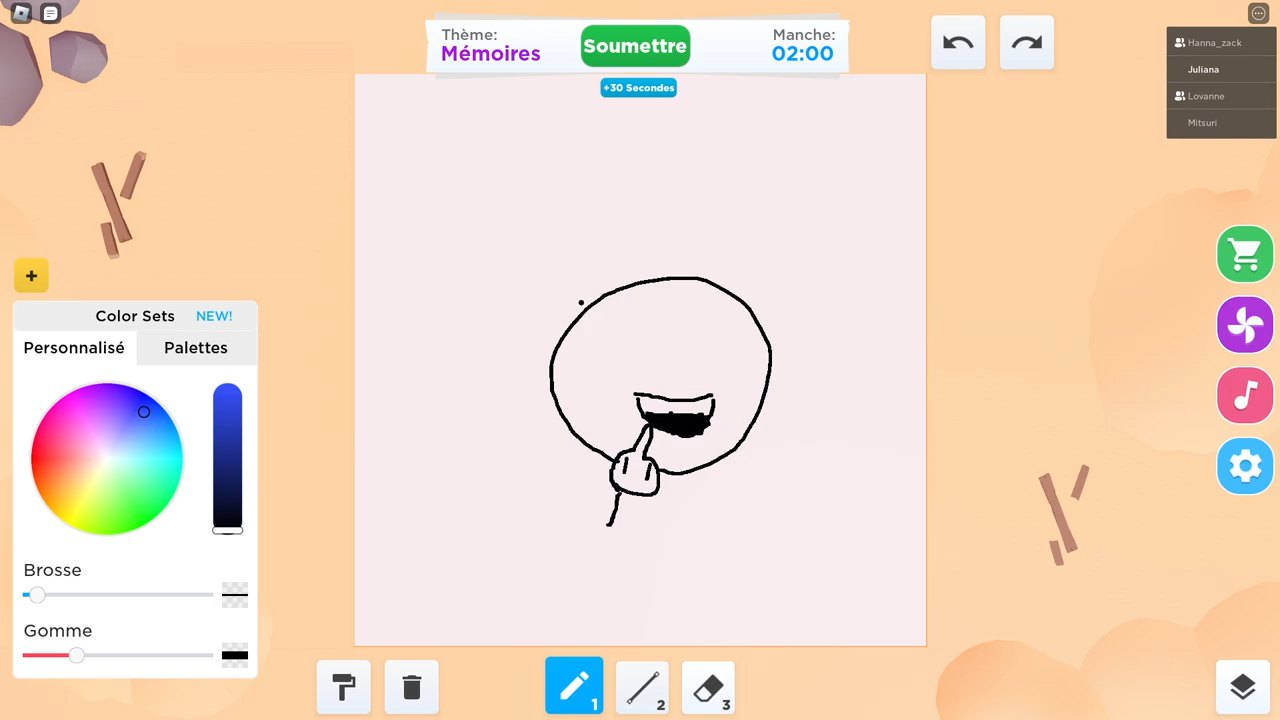 Thème:
Mémoires
Soumettre
Manche:
02:00
+30 Secondes
Hanna_zack
Juliana
Lovanne
Mitsuri
+
Color Sets NEW!
Personnalisé Palettes
Brosse
Gomme
1
2
3